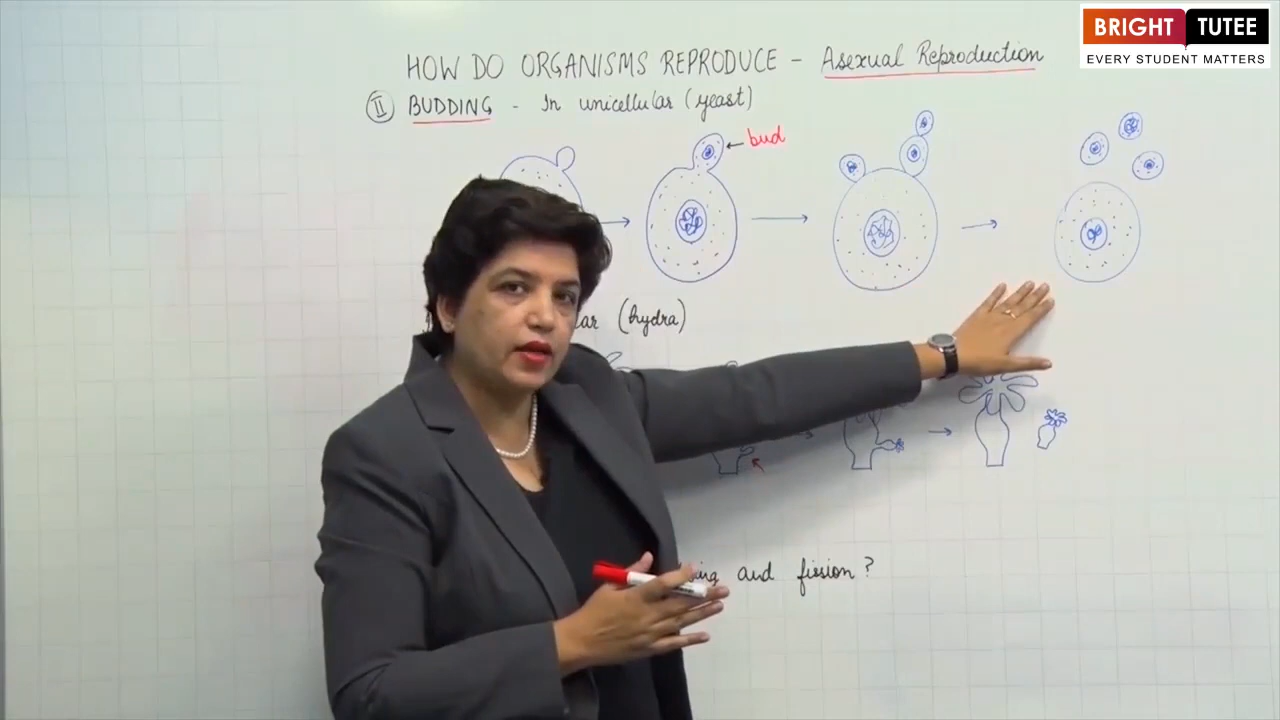 BRIGHT TUTEE
EVERY STUDENT MATTERS
HOW DO ORGANISMS REPRODUCE - Asexual Reproduction
II BUDDING - In unicellular (yeast)
bud
(hydra)
and fission?